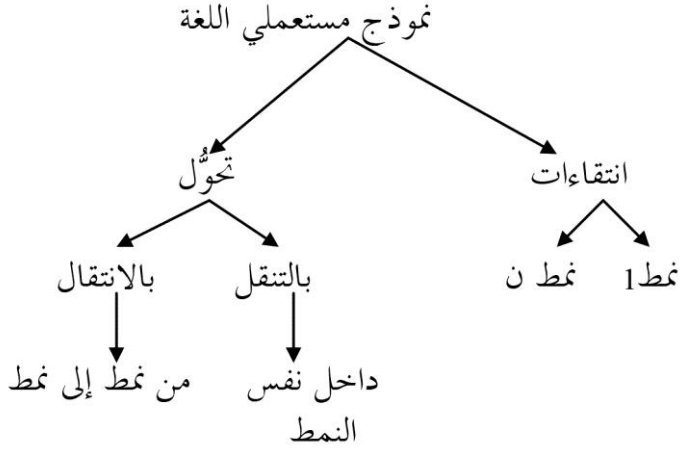 نموذج مستعملي اللغة
انتقاءات
تحوُّل
نمط1
نمط ن
بالتنقل
بالانتقال
داخل نفس
النمط
من نمط إلى نمط